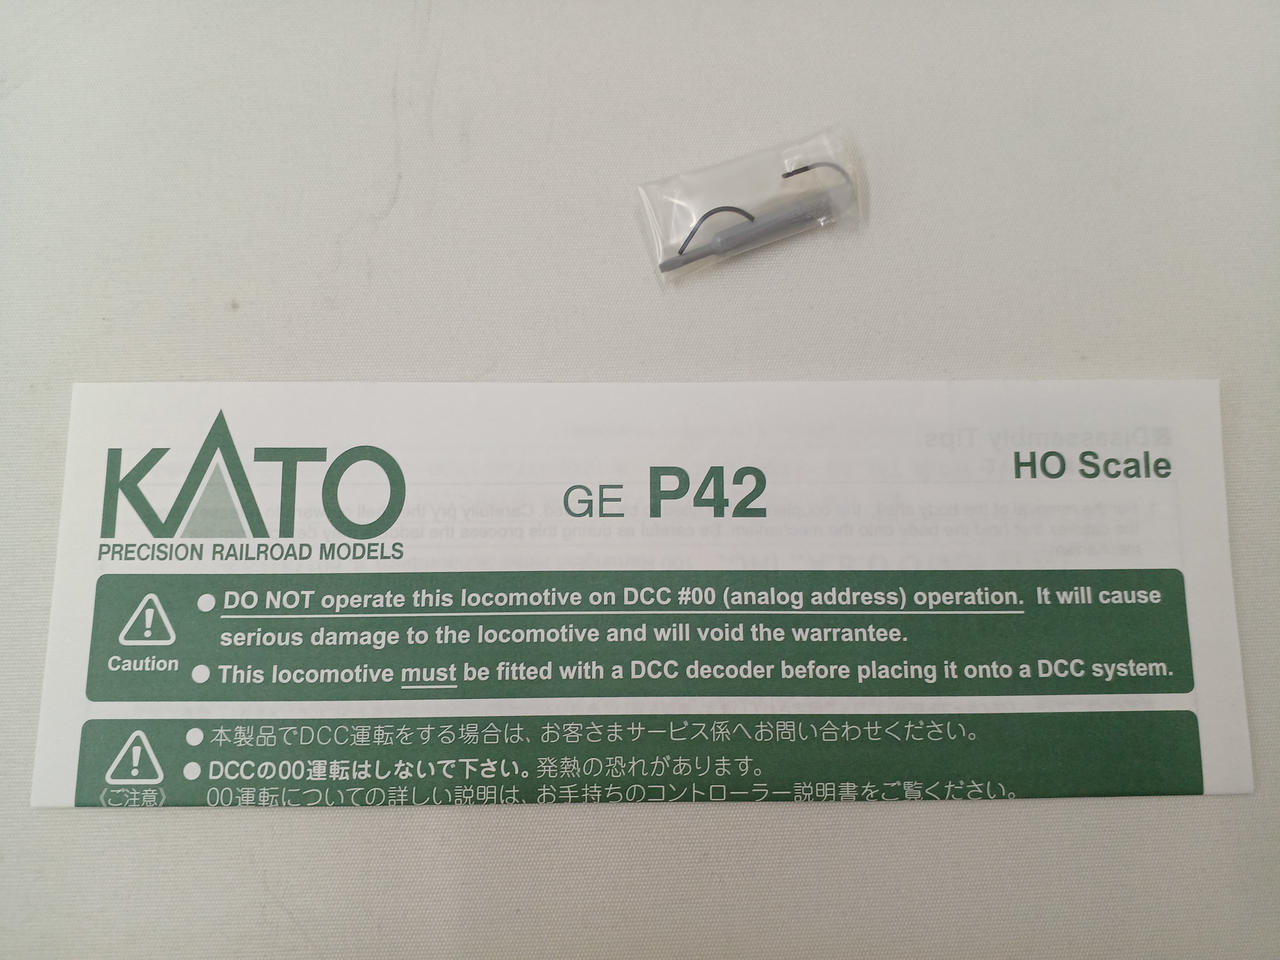 KATO
PRECISION RAILROAD MODELS
GE P42
HO Scale
Caution
● DO NOT operate this locomotive on DCC #00 (analog address) operation. It will cause
serious damage to the locomotive and will void the warrantee.
● This locomotive must be fitted with a DCC decoder before placing it onto a DCC system.
〈ご注意〉
● 本製品でDCC運転をする場合は、お客さまサービス係へお問い合わせください。
● DCCの00運転はしないで下さい。発熱の恐れがあります。
00運転についての詳しい説明は、お手持ちのコントローラー説明書をご覧ください。
Disassembly Tips